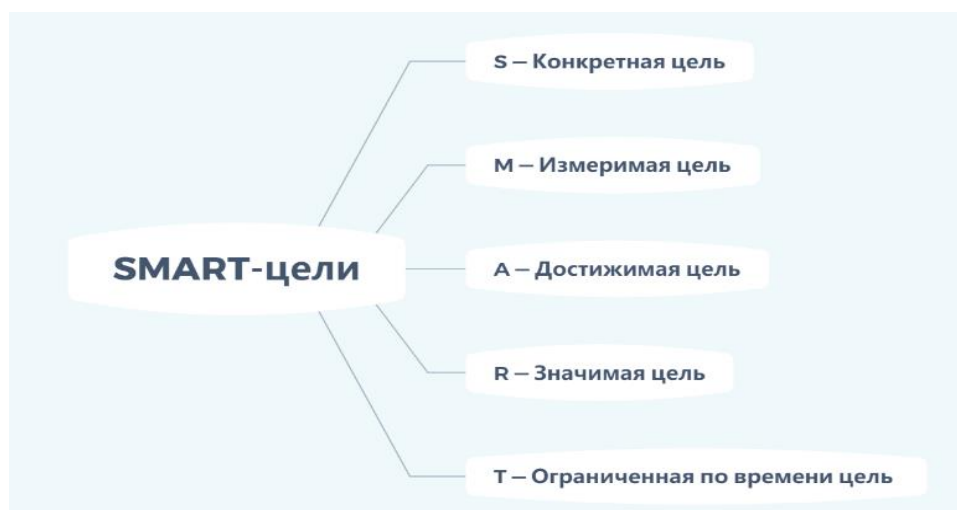 S – Конкретная цель
M – Измеримая цель
SMART-цели
A – Достижимая цель
R – Значимая цель
T – Ограниченная по времени цель